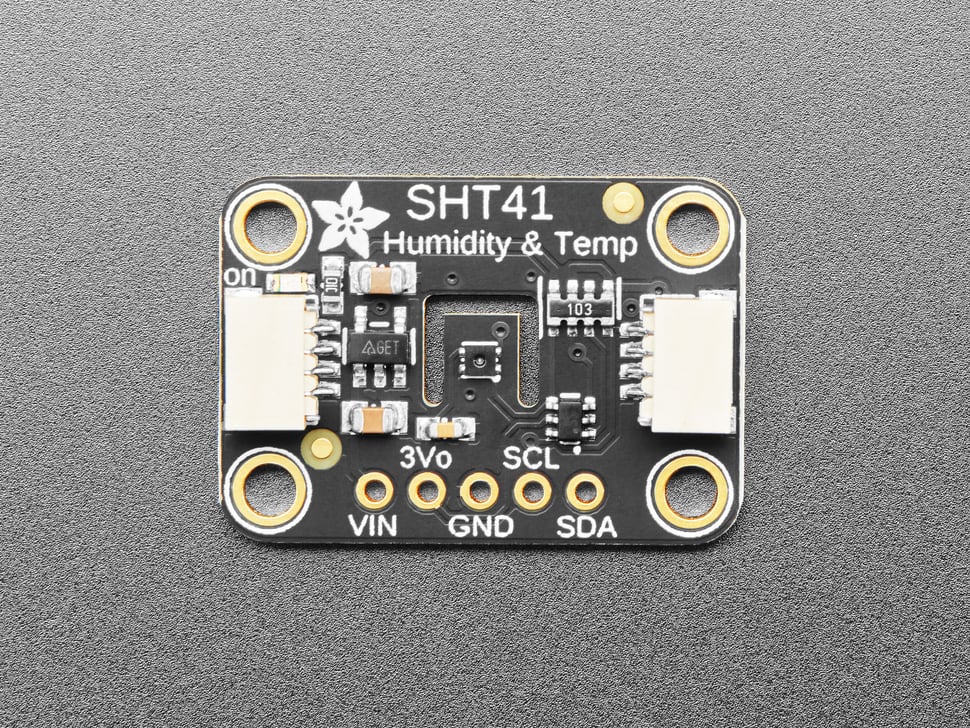 SHT41
Humidity & Temp
on
103
GET
3Vo SCL
VIN GND SDA